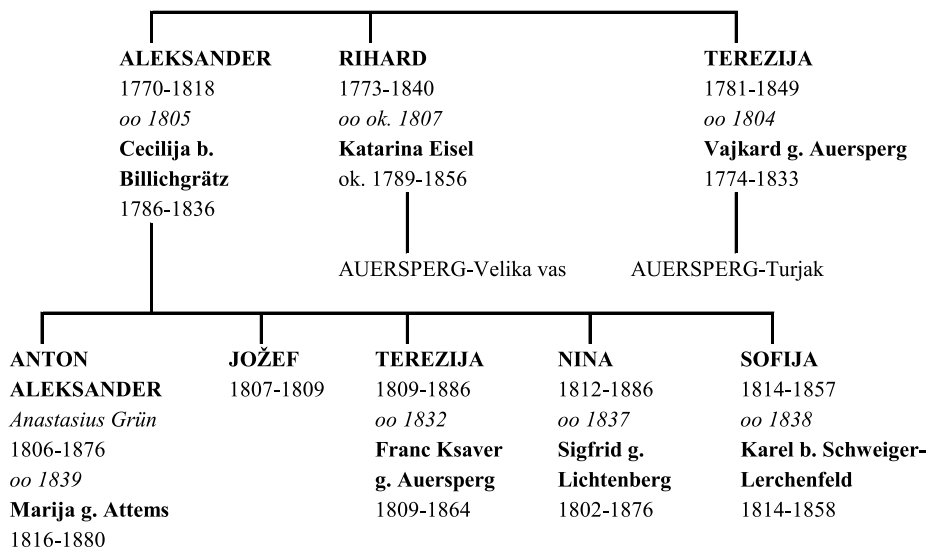 ALEKSANDER
1770-1818
oo 1805
Cecilija b.
Billichgrätz
1786-1836
RIHARD
1773-1840
oo ok. 1807
Katarina Eisel
ok. 1789-1856
TEREZIJA
1781-1849
oo 1804
Vajkard g. Auersperg
1774-1833
AUERSPERG-Velika vas
AUERSPERG-Turjak
ANTON
ALEKSANDER
Anastasius Grün
1806-1876
oo 1839
Marija g. Attems
1816-1880
JOŽEF
1807-1809
TEREZIJA
1809-1886
oo 1832
Franc Ksaver
g. Auersperg
1809-1864
NINA
1812-1886
oo 1837
Sigfrid g.
Lichtenberg
1802-1876
SOFIJA
1814-1857
oo 1838
Karel b. Schweiger-
Lerchenfeld
1814-1858